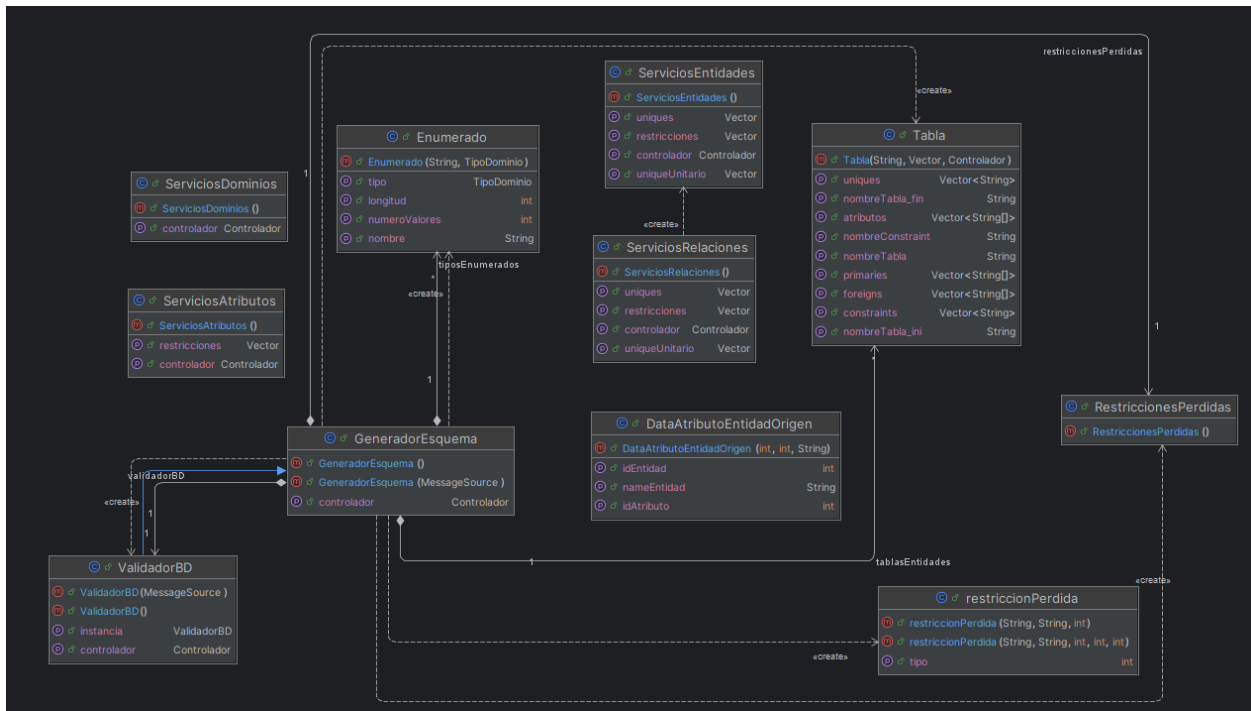 restriccionesPerdidas
ServiciosEntidades
ServiciosEntidades ()
uniques Vector
restricciones Vector
controlador Controlador
uniqueUnitario Vector
«create»
Enumerado
Enumerado (String, TipoDominio)
tipo TipoDominio
longitud int
numeroValores int
nombre String
Tabla
Tabla(String, Vector, Controlador)
uniques Vector<String>
nombreTabla_fin String
atributos Vector<String[]>
nombreConstraint String
nombreTabla String
primaries Vector<String[]>
foreigns Vector<String[]>
constraints Vector<String>
nombreTabla_ini String
1
ServiciosDominios
ServiciosDominios ()
controlador Controlador
«create»
ServiciosRelaciones
ServiciosRelaciones ()
uniques Vector
restricciones Vector
controlador Controlador
uniqueUnitario Vector
*
tiposEnumerados
«create»
ServiciosAtributos
ServiciosAtributos ()
restricciones Vector
controlador Controlador
1
*
1
RestriccionesPerdidas
RestriccionesPerdidas ()
GeneradorEsquema
GeneradorEsquema ()
GeneradorEsquema (MessageSource )
controlador Controlador
DataAtributoEntidadOrigen
DataAtributoEntidadOrigen (int, int, String)
idEntidad int
nameEntidad String
idAtributo int
validadorBD
«create»
1
1
ValidadorBD
ValidadorBD(MessageSource )
ValidadorBD()
instancia ValidadorBD
controlador Controlador
1
tablasEntidades
«create»
restriccionPerdida
restriccionPerdida (String, String, int)
restriccionPerdida (String, String, int, int, int)
tipo int
«create»